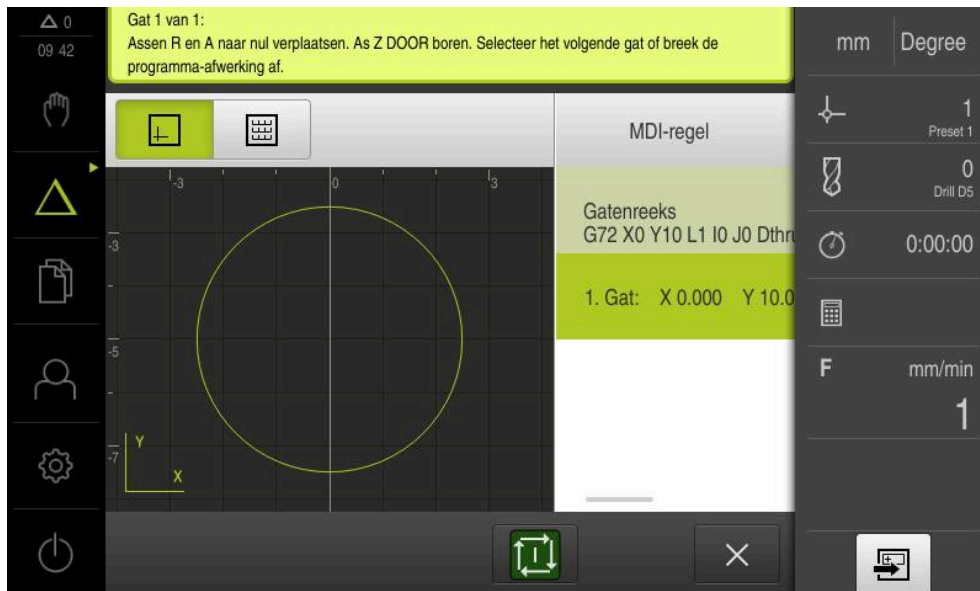 0
09 42
Gat 1 van 1:
Assen R en A naar nul verplaatsen. As Z DOOR boren. Selecteer het volgende gat of breek de
programma-afwerking af.
mm Degree
MDI-regel
1
Preset 1
0
Drill D5
0:00:00
F mm/min
1
-3 0 3
-3
-5
-7
Y
X
Gatenreeks
G72 X0 Y10 L1 I0 J0 Dthru
1. Gat: X 0.000 Y 10.0